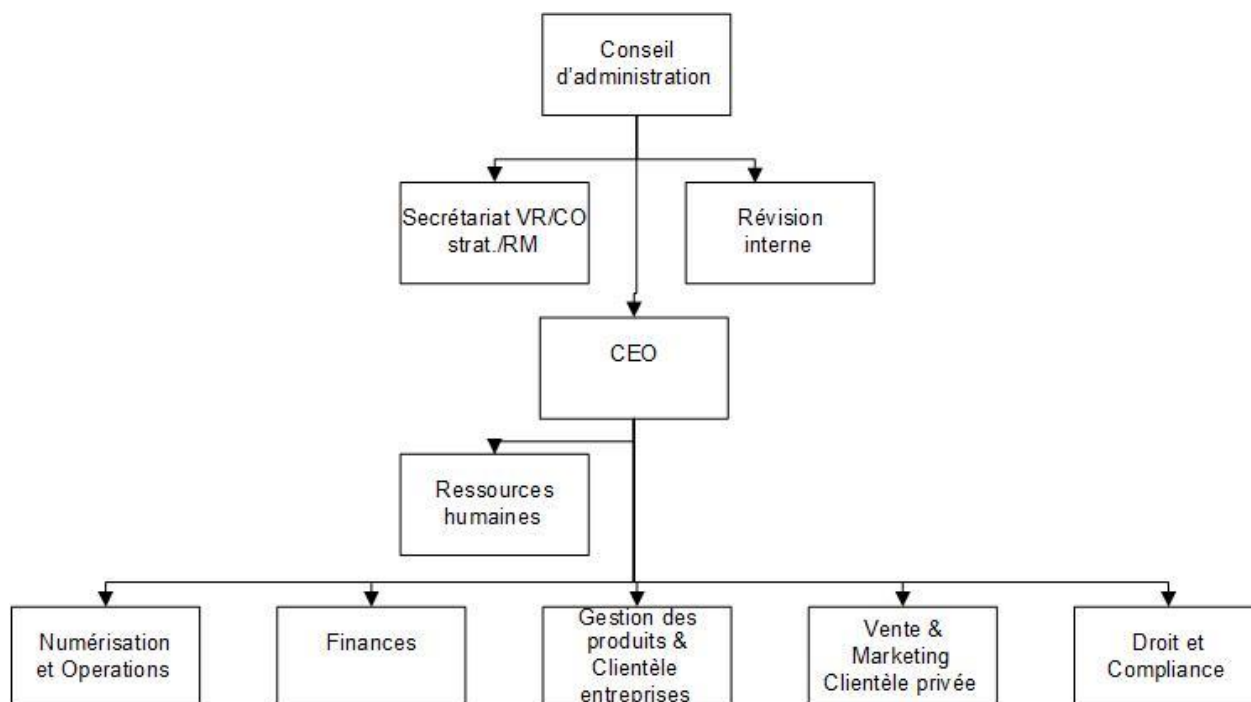 Conseil
d'administration
Secrétariat VR/CO
strat./RM
Révision
interne
CEO
Ressources
humaines
Numérisation
et Operations
Finances
Gestion des
produits &
Clientèle
entreprises
Vente &
Marketing
Clientèle privée
Droit et
Compliance